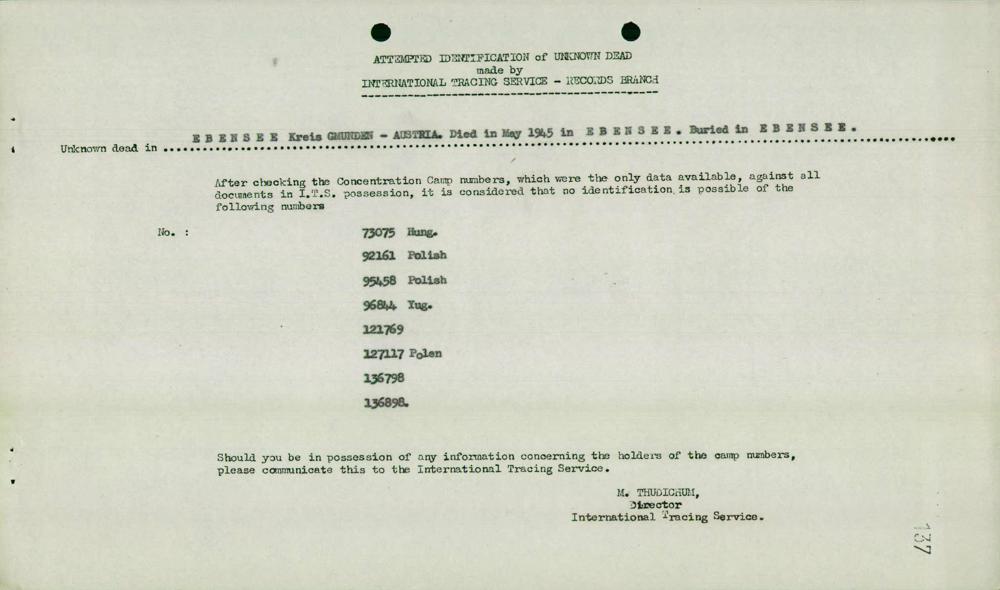 ATTEMPTED IDENTIFICATION of UNKNOWN DEAD
made by
INTERNATIONAL TRACING SERVICE - RECORDS BRANCH
E B E N S E E Kreis GMUNDEN - AUSTRIA. Died in May 1945 in E B E N S E E . Buried in E B E N S E E .
Unknown dead in ........................................................................
After checking the Concentration Camp numbers, which were the only data available, against all
documents in I.T.S. possession, it is considered that no identification is possible of the
following numbers
No. : 73075 Hung.
92161 Polish
95458 Polish
96844 Yug.
121769
127117 Polen
136798
136898.
Should you be in possession of any information concerning the holders of the camp numbers,
please communicate this to the International Tracing Service.
M. THUDICHUM,
Director
International Tracing Service.
137